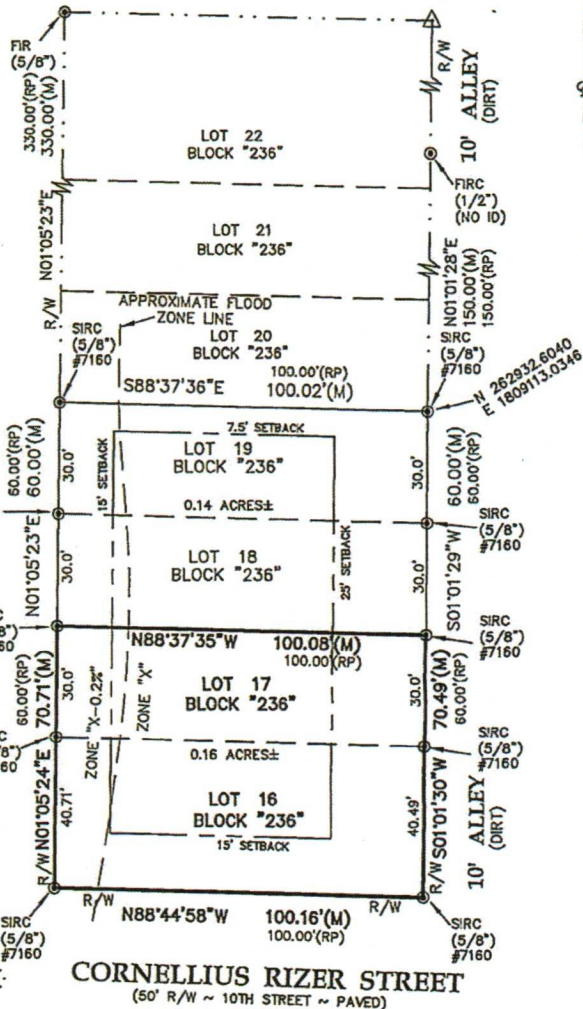 FIR
(5/8")
330.00'(RP)
330.00'(M)
R/W
10' ALLEY
(DIRT)
LOT 22
BLOCK "236"
FIRC
(1/2")
(NO ID)
N01°05'23"E
LOT 21
BLOCK "236"
N01°01'28"E
150.00'(M)
150.00'(RP)
R/W
APPROXIMATE FLOOD
ZONE LINE
SIRC
(5/8")
#7160
LOT 20
BLOCK "236"
SIRC
(5/8")
#7160
N 262932.6040
E 1809113.0346
100.00'(RP)
S88°37'36"E 100.02'(M)
7.5' SETBACK
60.00'(RP)
60.00'(M)
30.0'
15' SETBACK
LOT 19
BLOCK "236"
30.0'
60.00'(M)
60.00'(RP)
0.14 ACRES±
SIRC
(5/8")
#7160
N01°05'23"E
30.0'
LOT 18
BLOCK "236"
25' SETBACK
30.0'
S01°01'29"W
N88°37'35"W 100.08'(M)
100.00'(RP)
SIRC
(5/8")
#7160
60.00'(RP)
70.71'(M)
30.0'
ZONE "X-0.2%"
ZONE "X"
LOT 17
BLOCK "236"
30.0'
70.49'(M)
60.00'(RP)
0.16 ACRES±
SIRC
(5/8")
#7160
N01°05'24"E
40.71'
LOT 16
BLOCK "236"
40.49'
S01°01'30"W
10' ALLEY
(DIRT)
15' SETBACK
R/W
R/W
R/W
R/W
N88°44'58"W 100.16'(M)
100.00'(RP)
SIRC
(5/8")
#7160
SIRC
(5/8")
#7160
CORNELLIUS RIZER STREET
(50' R/W ~ 10TH STREET ~ PAVED)